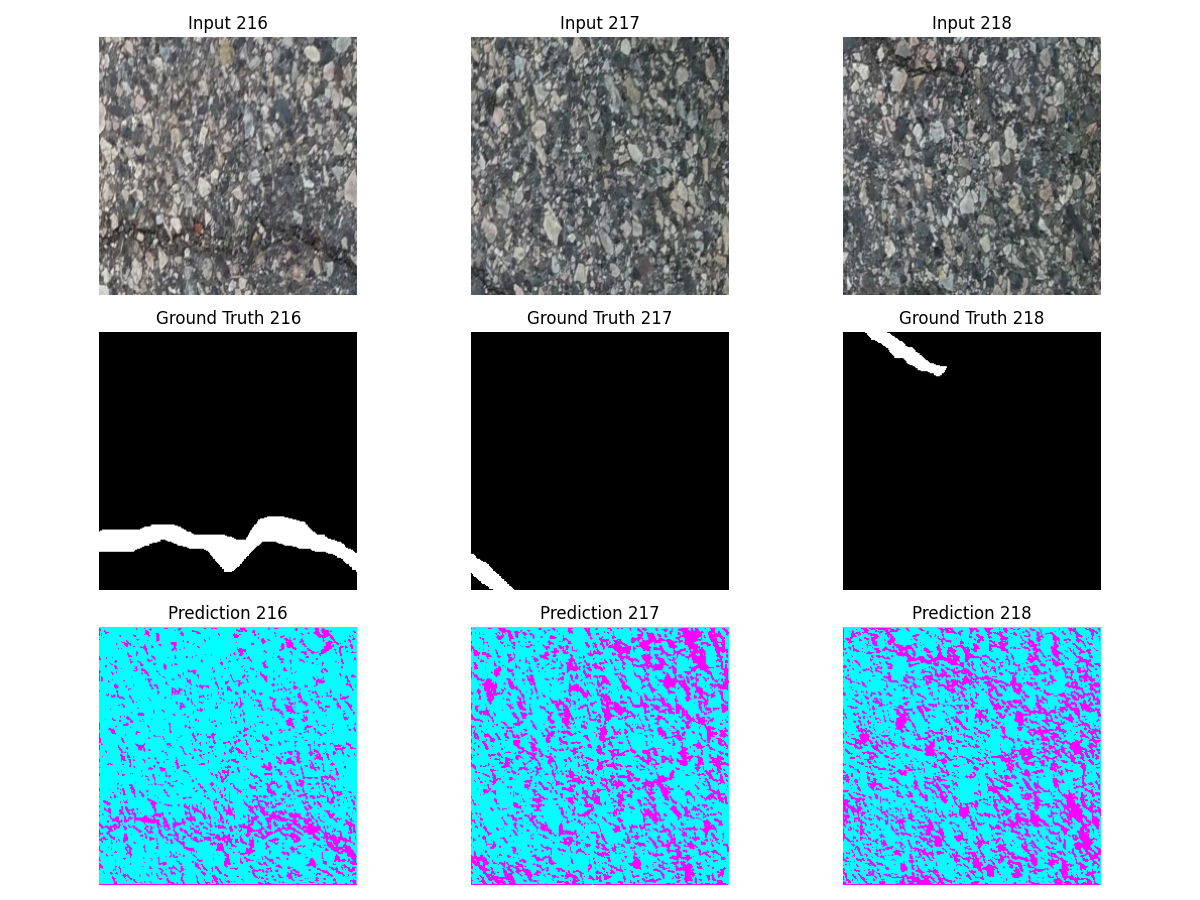 Input 216
Input 217
Input 218
Ground Truth 216
Ground Truth 217
Ground Truth 218
Prediction 216
Prediction 217
Prediction 218